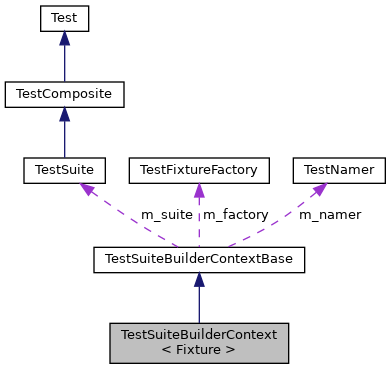 Test
TestComposite
TestSuite
TestFixtureFactory
TestNamer
m_suite
m_factory
m_namer
TestSuiteBuilderContextBase
TestSuiteBuilderContext
< Fixture >